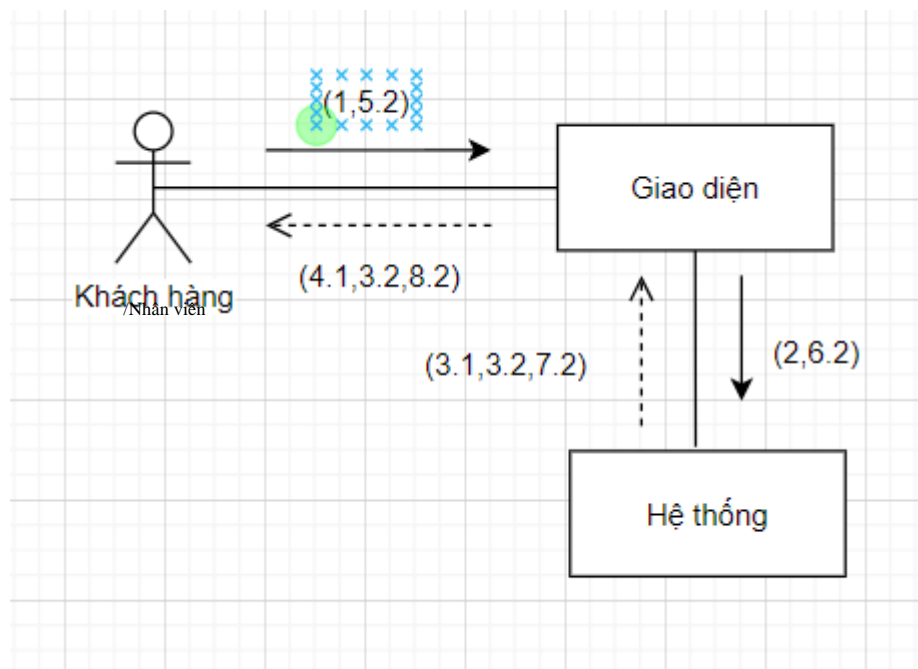 (1,5.2)
Giao diện
(4.1,3.2,8.2)
Khách hàng
/Nhân viên
(3.1,3.2,7.2)
(2,6.2)
Hệ thống